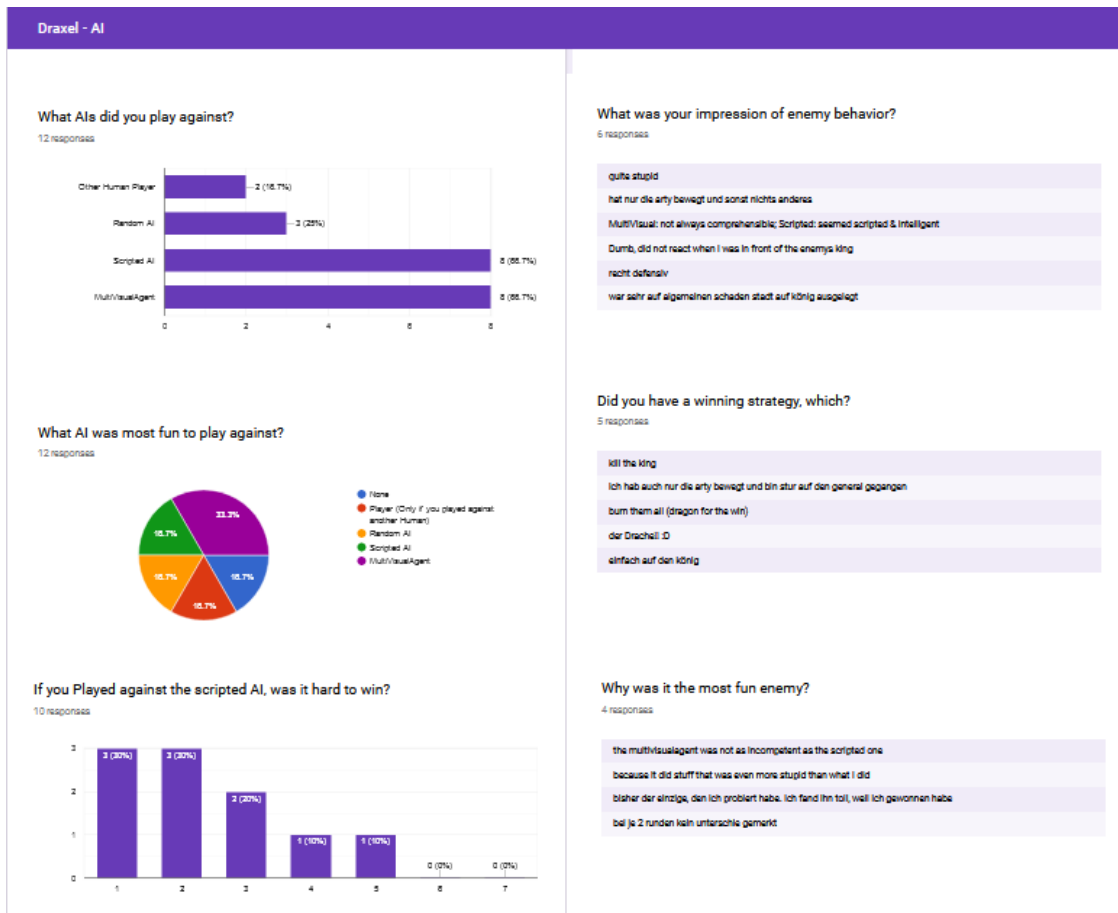 Draxel - AI
What AIs did you play against?
12 responses
Other Human Player
2 (16.7%)
Random AI
3 (25%)
Scripted AI
8 (66.7%)
MultiVisualAgent
8 (66.7%)
0 2 4 6 8
What AI was most fun to play against?
12 responses
33.3%
16.7%
16.7%
16.7%
16.7%
None
Player (Only if you played against
another Human)
Random AI
Scripted AI
MultiVisualAgent
If you Played against the scripted AI, was it hard to win?
10 responses
3
2
1
0
3 (30%) 3 (30%) 2 (20%) 1 (10%) 1 (10%) 0 (0%) 0 (0%)
1 2 3 4 5 6 7
What was your impression of enemy behavior?
6 responses
quite stupid
hat nur die arty bewegt und sonst nichts anderes
MultiVisual: not always comprehensible; Scripted: seemed scripted & intelligent
Dumb, did not react when I was in front of the enemys king
recht defensiv
war sehr auf algemeinen schaden stadt auf könig ausgelegt
Did you have a winning strategy, which?
5 responses
kill the king
ich hab auch nur die arty bewegt und bin stur auf den general gegangen
burn them all (dragon for the win)
der Drache!! :D
einfach auf den könig
Why was it the most fun enemy?
4 responses
the multivisualagent was not as incompetent as the scripted one
because it did stuff that was even more stupid than what I did
bisher der einzige, den ich probiert habe. ich fand ihn toll, weil ich gewonnen habe
bei je 2 runden kein unterschie gemerkt